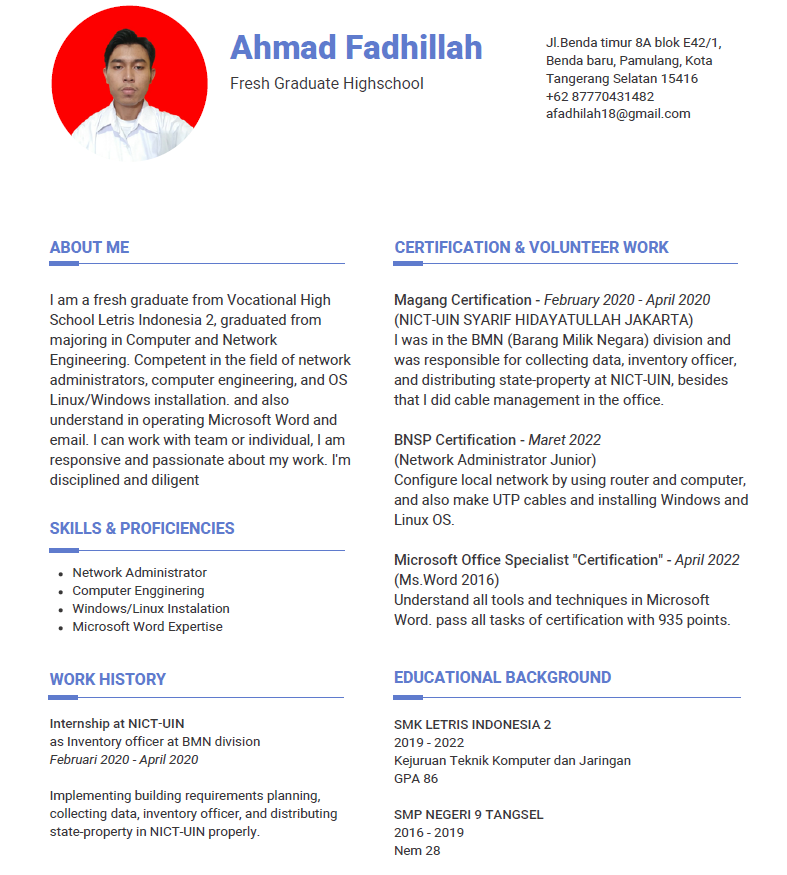 Ahmad Fadhillah
Fresh Graduate Highschool
Jl.Benda timur 8A blok E42/1,
Benda baru, Pamulang, Kota
Tangerang Selatan 15416
+62 87770431482
afadhilah18@gmail.com
ABOUT ME
I am a fresh graduate from Vocational High
School Letris Indonesia 2, graduated from
majoring in Computer and Network
Engineering. Competent in the field of network
administrators, computer engineering, and OS
Linux/Windows installation. and also
understand in operating Microsoft Word and
email. I can work with team or individual, I am
responsive and passionate about my work. I'm
disciplined and diligent
SKILLS & PROFICIENCIES
• Network Administrator
• Computer Engginering
• Windows/Linux Instalation
• Microsoft Word Expertise
WORK HISTORY
Internship at NICT-UIN
as Inventory officer at BMN division
Februari 2020 - April 2020
Implementing building requirements planning,
collecting data, inventory officer, and distributing
state-property in NICT-UIN properly.
CERTIFICATION & VOLUNTEER WORK
Magang Certification - February 2020 - April 2020
(NICT-UIN SYARIF HIDAYATULLAH JAKARTA)
I was in the BMN (Barang Milik Negara) division and
was responsible for collecting data, inventory officer,
and distributing state-property at NICT-UIN, besides
that I did cable management in the office.
BNSP Certification - Maret 2022
(Network Administrator Junior)
Configure local network by using router and computer,
and also make UTP cables and installing Windows and
Linux OS.
Microsoft Office Specialist "Certification" - April 2022
(Ms.Word 2016)
Understand all tools and techniques in Microsoft
Word. pass all tasks of certification with 935 points.
EDUCATIONAL BACKGROUND
SMK LETRIS INDONESIA 2
2019 - 2022
Kejuruan Teknik Komputer dan Jaringan
GPA 86
SMP NEGERI 9 TANGSEL
2016 - 2019
Nem 28